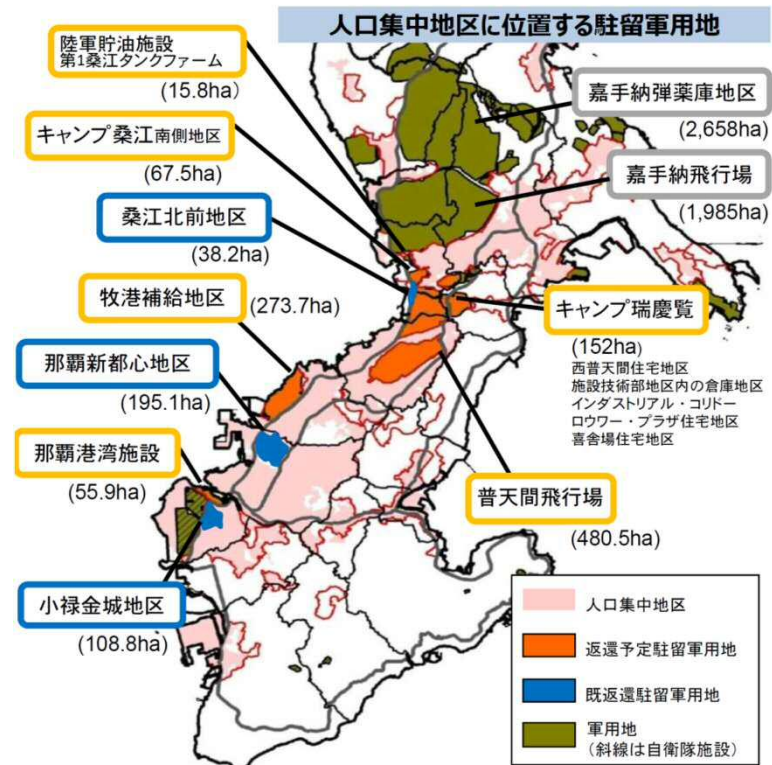 人口集中地区に位置する駐留軍用地
陸軍貯油施設
第1桑江タンクファーム
(15.8ha)
キャンプ桑江南側地区
(67.5ha)
桑江北前地区
(38.2ha)
牧港補給地区
(273.7ha)
那覇新都心地区
(195.1ha)
那覇港湾施設
(55.9ha)
小禄金城地区
(108.8ha)
嘉手納弾薬庫地区
(2,658ha)
嘉手納飛行場
(1,985ha)
キャンプ瑞慶覧
(152ha)
西普天間住宅地区
施設技術部地区内の倉庫地区
インダストリアル・コリドー
ロウワー・プラザ住宅地区
喜舎場住宅地区
普天間飛行場
(480.5ha)
人口集中地区
返還予定駐留軍用地
既返還駐留軍用地
軍用地
(斜線は自衛隊施設)